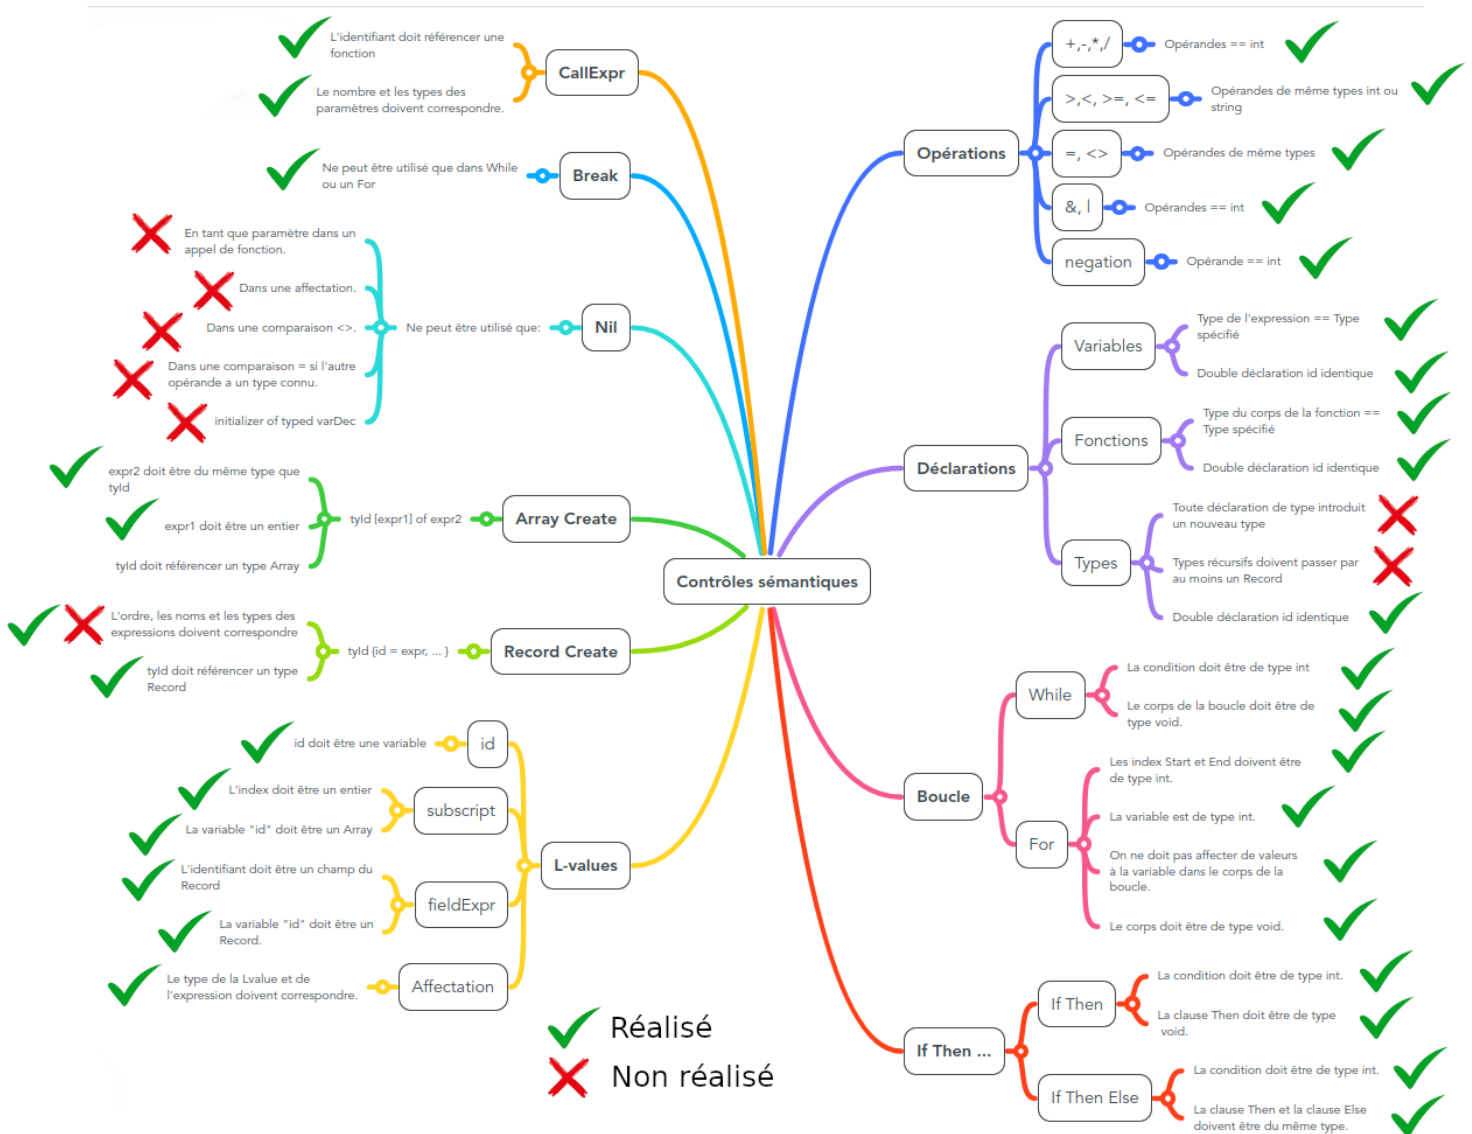 L'identifiant doit référencer une
fonction
Le nombre et les types des
paramètres doivent correspondre.
CallExpr
Ne peut être utilisé que dans While
ou un For
Break
En tant que paramètre dans un
appel de fonction.
Dans une affectation.
Dans une comparaison <>.
Dans une comparaison = si l'autre
opérande a un type connu.
initializer of typed varDec
Ne peut être utilisé que:
Nil
expr2 doit être du même type que
tyId
expr1 doit être un entier
tyId doit référencer un type Array
tyId [expr1] of expr2
Array Create
L'ordre, les noms et les types des
expressions doivent correspondre
tyId doit référencer un type
Record
tyId {id = expr, ... }
Record Create
id doit être une variable
id
L'index doit être un entier
La variable "id" doit être un Array
subscript
L'identifiant doit être un champ du
Record
La variable "id" doit être un
Record.
fieldExpr
Le type de la Lvalue et de
l'expression doivent correspondre.
Affectation
L-values
Contrôles sémantiques
Opérations
+,-,*,/
Opérandes == int
>,<, >=, <=
Opérandes de même types int ou
string
=, <>
Opérandes de même types
&, |
Opérandes == int
negation
Opérande == int
Déclarations
Variables
Type de l'expression == Type
spécifié
Double déclaration id identique
Fonctions
Type du corps de la fonction ==
Type spécifié
Double déclaration id identique
Types
Toute déclaration de type introduit
un nouveau type
Types récursifs doivent passer par
au moins un Record
Double déclaration id identique
Boucle
While
La condition doit être de type int
Le corps de la boucle doit être de
type void.
For
Les index Start et End doivent être
de type int.
La variable est de type int.
On ne doit pas affecter de valeurs
à la variable dans le corps de la
boucle.
Le corps doit être de type void.
If Then ...
If Then
La condition doit être de type int.
La clause Then doit être de type
void.
If Then Else
La condition doit être de type int.
La clause Then et la clause Else
doivent être du même type.
Réalisé
Non réalisé